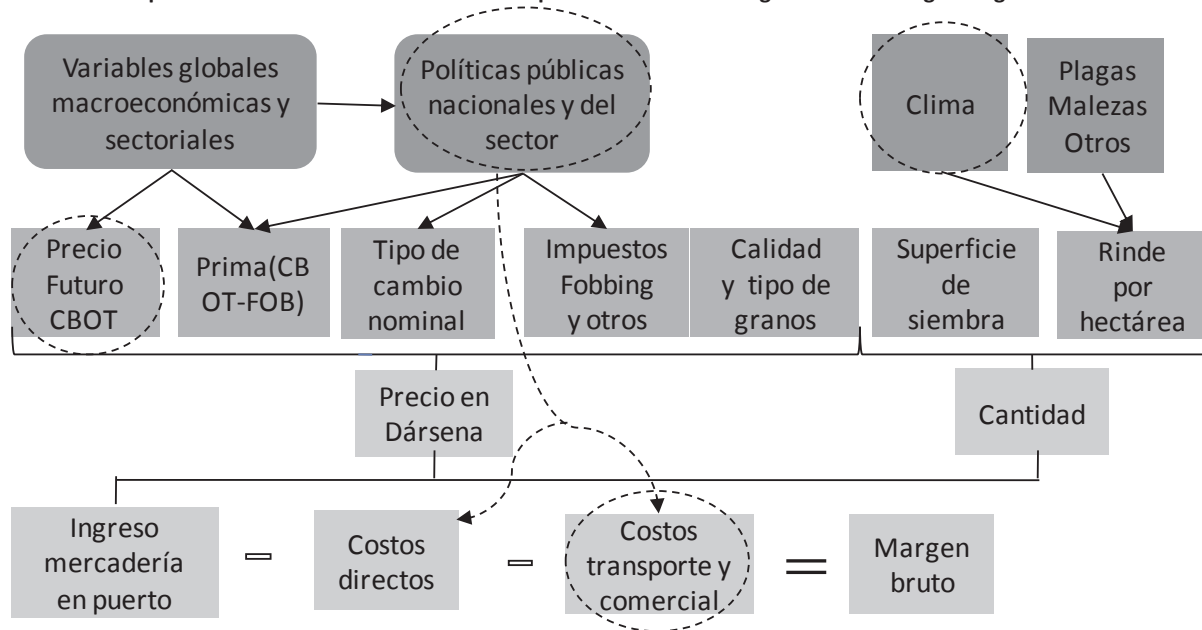 Variables globales
macroeconómicas y
sectoriales
Políticas públicas
nacionales y del
sector
Clima
Plagas
Malezas
Otros
Precio
Futuro
CBOT
Prima(CB
OT-FOB)
Tipo de
cambio
nominal
Impuestos
Fobbing
y otros
Calidad
y tipo de
granos
Superficie
de
siembra
Rinde
por
hectárea
Precio en
Dársena
Cantidad
Ingreso
mercadería
en puerto
−
Costos
directos
−
Costos
transporte y
comercial
=
Margen
bruto